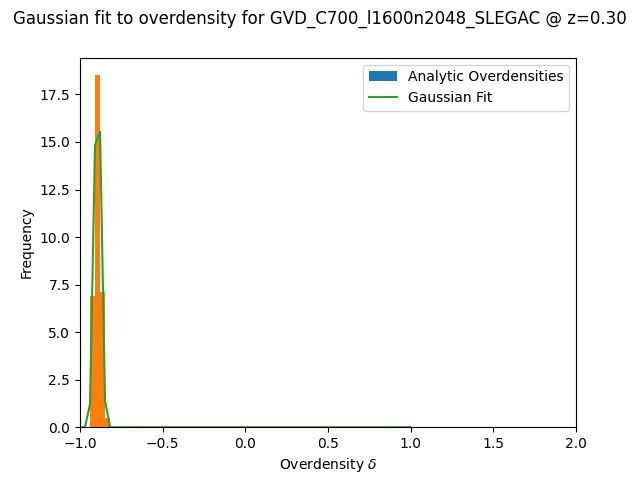 Gaussian fit to overdensity for GVD_C700_l1600n2048_SLEGAC @ z=0.30
Analytic Overdensities
Gaussian Fit
17.5
15.0
12.5
10.0
7.5
5.0
2.5
0.0
Frequency
−1.0 −0.5 0.0 0.5 1.0 1.5 2.0
Overdensity δ